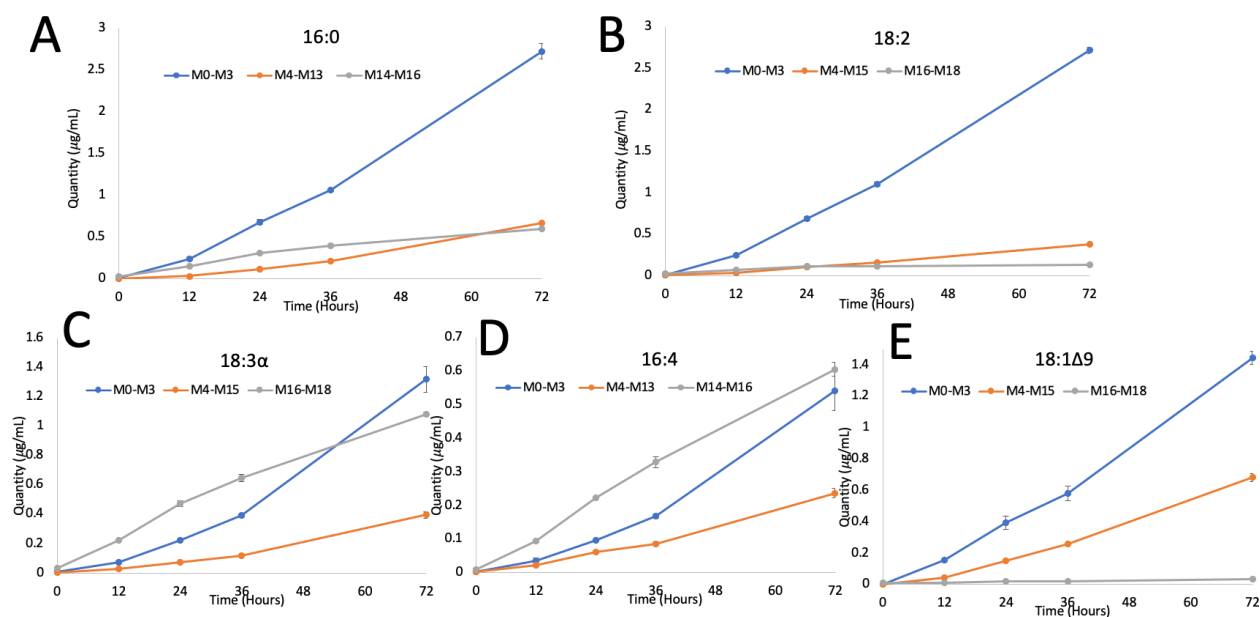 A
16:0
M0-M3 M4-M13 M14-M16
Quantity (µg/mL)
3
2.5
2
1.5
1
0.5
0
0 12 24 36 48 60 72
Time (Hours)
B
18:2
M0-M3 M4-M15 M16-M18
Quantity (µg/mL)
3
2.5
2
1.5
1
0.5
0
0 12 24 36 48 60 72
Time (Hours)
C
18:3α
M0-M3 M4-M15 M16-M18
Quantity (µg/mL)
1.6
1.4
1.2
1
0.8
0.6
0.4
0.2
0
0 12 24 36 48 60 72
Time (Hours)
D
16:4
M0-M3 M4-M13 M14-M16
Quantity (µg/mL)
0.7
0.6
0.5
0.4
0.3
0.2
0.1
0
0 12 24 36 48 60 72
Time (Hours)
E
18:1Δ9
M0-M3 M4-M15 M16-M18
Quantity (µg/mL)
1.4
1.2
1
0.8
0.6
0.4
0.2
0
0 12 24 36 48 60 72
Time (Hours)